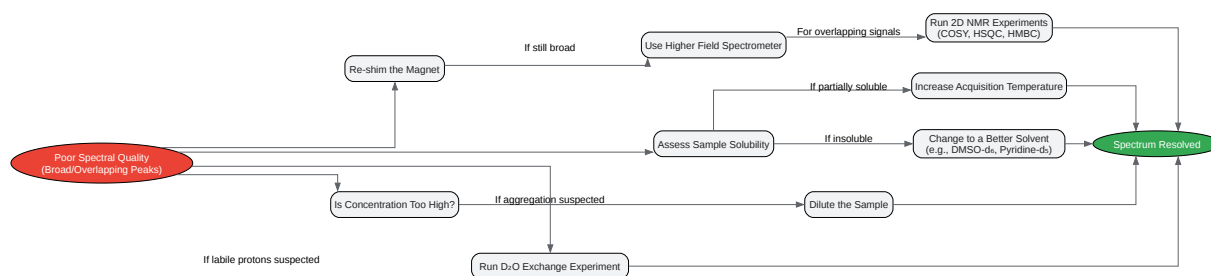 Run 2D NMR Experiments
(COSY, HSQC, HMBC)
For overlapping signals
If still broad
Use Higher Field Spectrometer
Re-shim the Magnet
If partially soluble
Increase Acquisition Temperature
Poor Spectral Quality
(Broad/Overlapping Peaks)
Assess Sample Solubility
If insoluble
Change to a Better Solvent
(e.g., DMSO-d₆, Pyridine-d₅)
Spectrum Resolved
Is Concentration Too High?
If aggregation suspected
Dilute the Sample
If labile protons suspected
Run D₂O Exchange Experiment